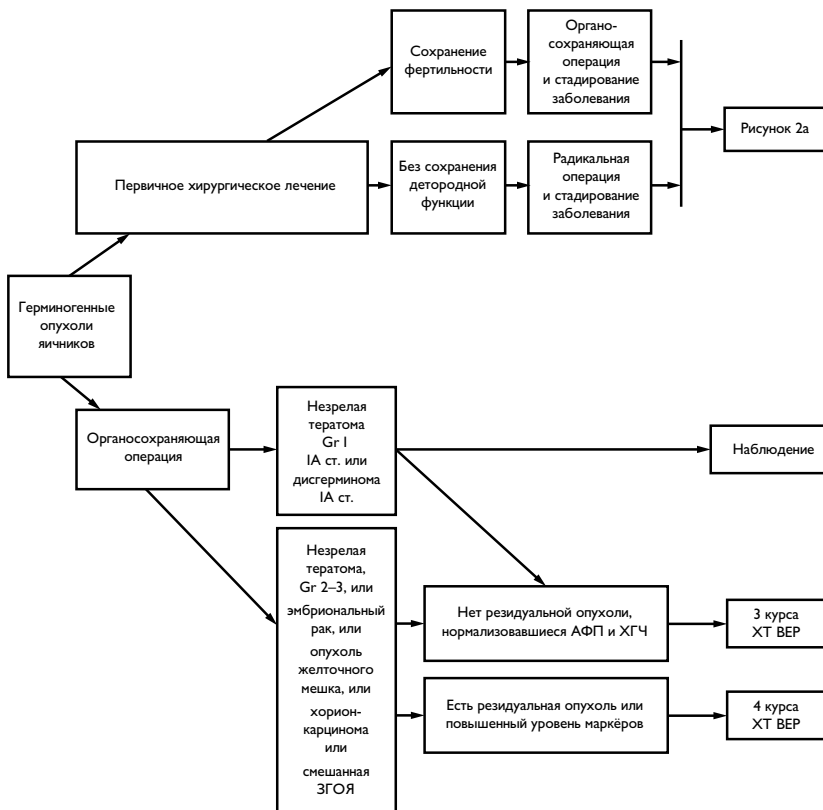 Сохранение
фертильности
Органо-
сохраняющая
операция
и стадирование
заболевания
Рисунок 2а
Первичное хирургическое лечение
Без сохранения
детородной
функции
Радикальная
операция
и стадирование
заболевания
Герминогенные
опухоли
яичников
Органосохраняющая
операция
Незрелая
тератома
Gr I
IA ст. или
дисгерминома
IA ст.
Наблюдение
Незрелая
тератома,
Gr 2–3, или
эмбриональный
рак, или
опухоль
желточного
мешка, или
хорион-
карцинома
или
смешанная
ЗГОЯ
Нет резидуальной опухоли,
нормализовавшиеся АФП и ХГЧ
3 курса
ХТ ВЕР
Есть резидуальная опухоль или
повышенный уровень маркёров
4 курса
ХТ ВЕР